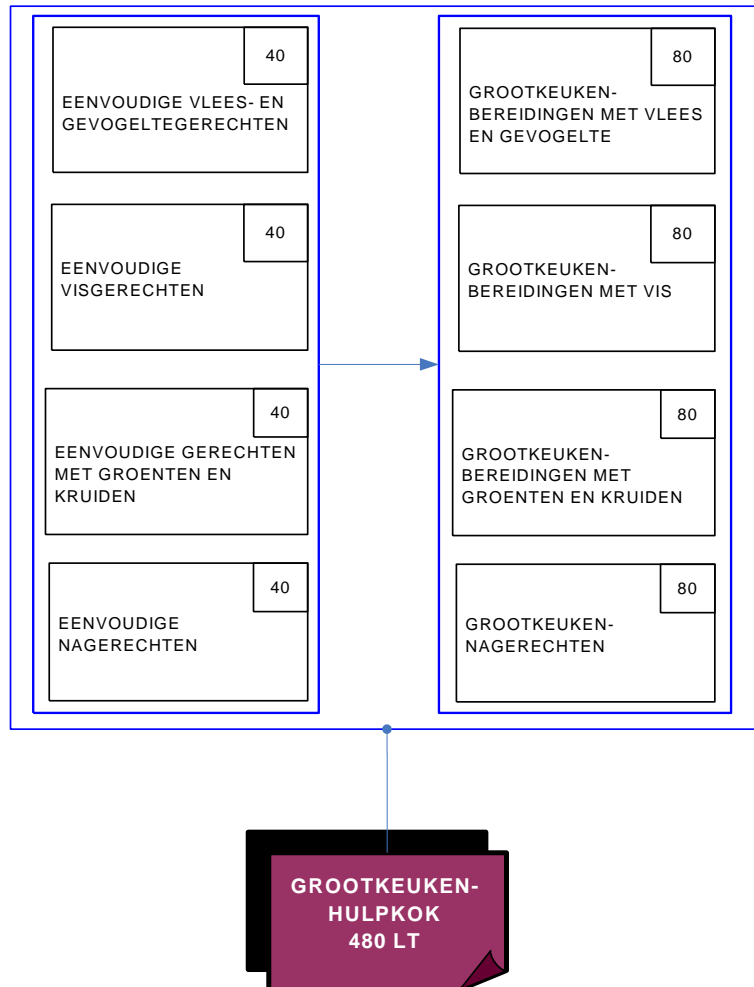 40
EENVOUDIGE VLEES- EN
GEVOGELTEGERECHTEN
40
EENVOUDIGE
VISGERECHTEN
40
EENVOUDIGE GERECHTEN
MET GROENTEN EN
KRUIDEN
40
EENVOUDIGE
NAGERECHTEN
80
GROOTKEUKEN-
BEREIDINGEN MET VLEES
EN GEVOGELTE
80
GROOTKEUKEN-
BEREIDINGEN MET VIS
80
GROOTKEUKEN-
BEREIDINGEN MET
GROENTEN EN KRUIDEN
80
GROOTKEUKEN-
NAGERECHTEN
GROOTKEUKEN-
HULPKOK
480 LT